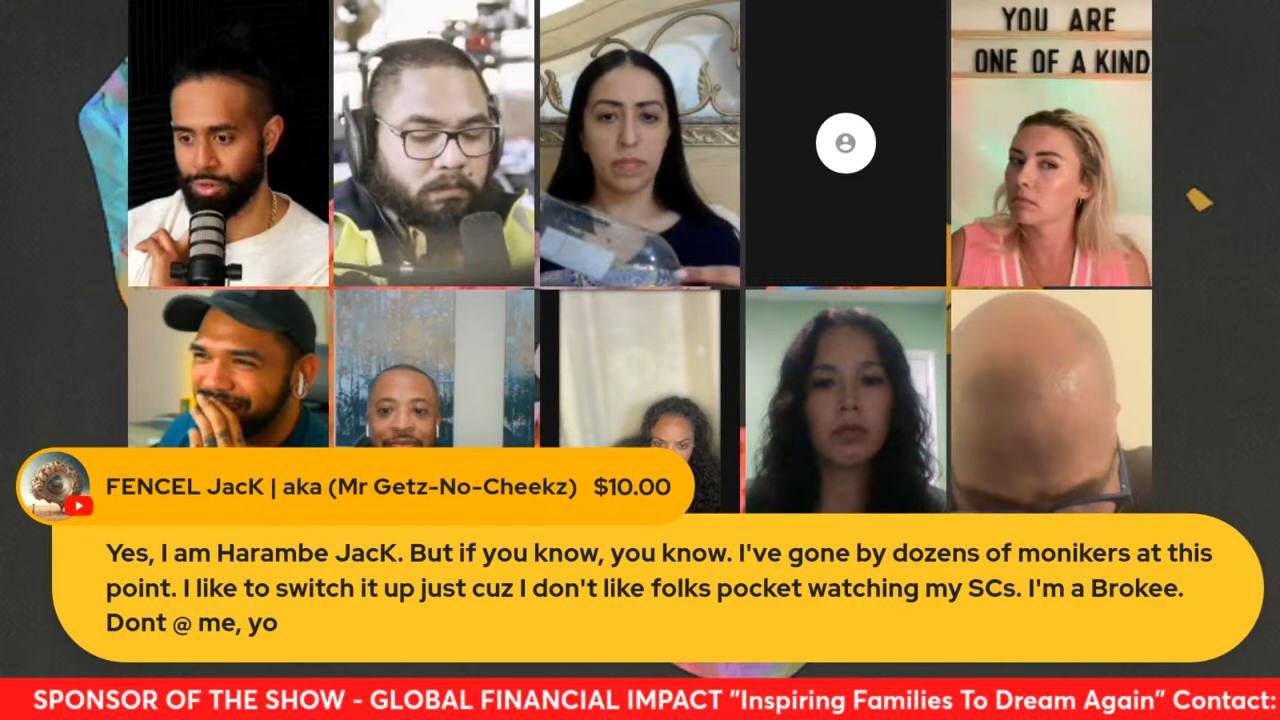 YOU ARE
ONE OF A KIND
FENCEL JacK | aka (Mr Getz-No-Cheekz) $10.00
Yes, I am Harambe JacK. But if you know, you know. I've gone by dozens of monikers at this
point. I like to switch it up just cuz I don't like folks pocket watching my SCs. I'm a Brokee.
Dont @ me, yo
SPONSOR OF THE SHOW - GLOBAL FINANCIAL IMPACT "Inspiring Families To Dream Again" Contact: